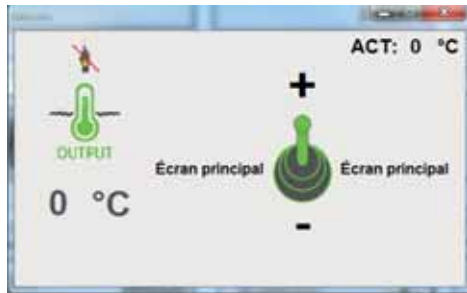 ACT: 0 °C
+
OUTPUT
Écran principal
Écran principal
0 °C
-